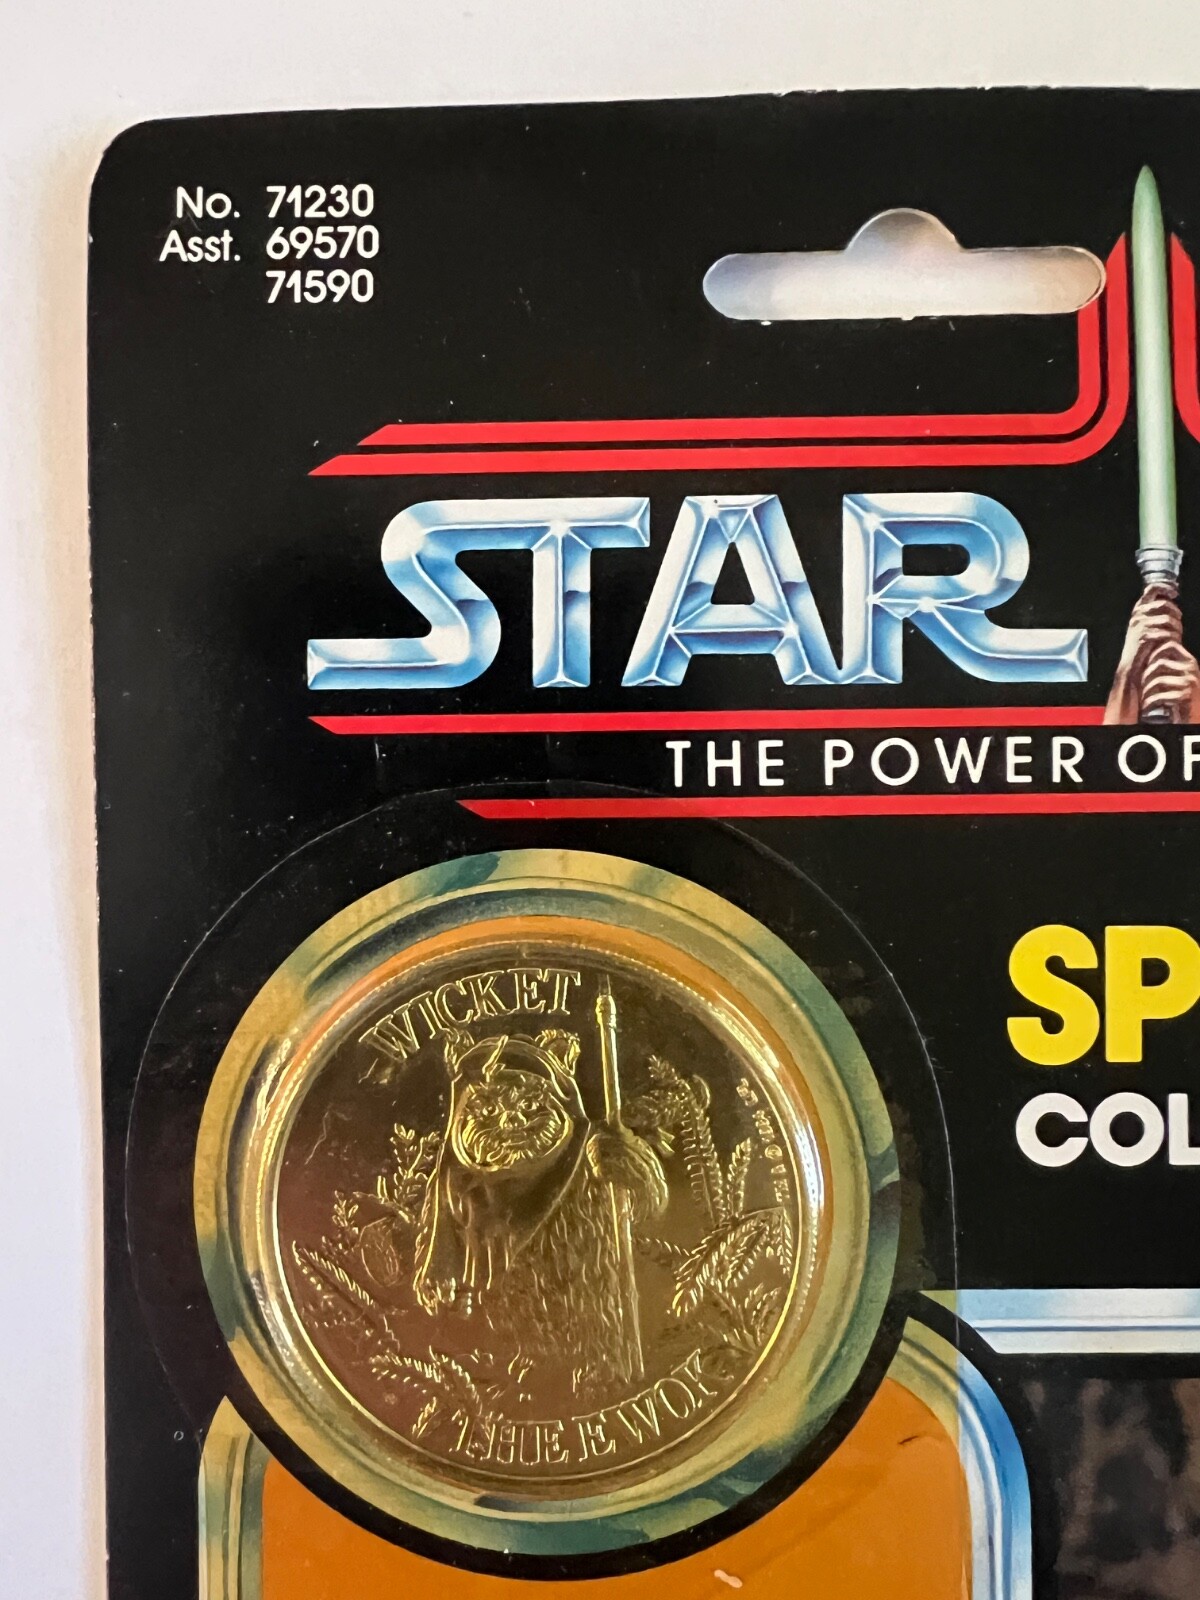 No. 71230
Asst. 69570
71590
STAR
THE POWER OF
SP
COL
WICKET
THE EWOK